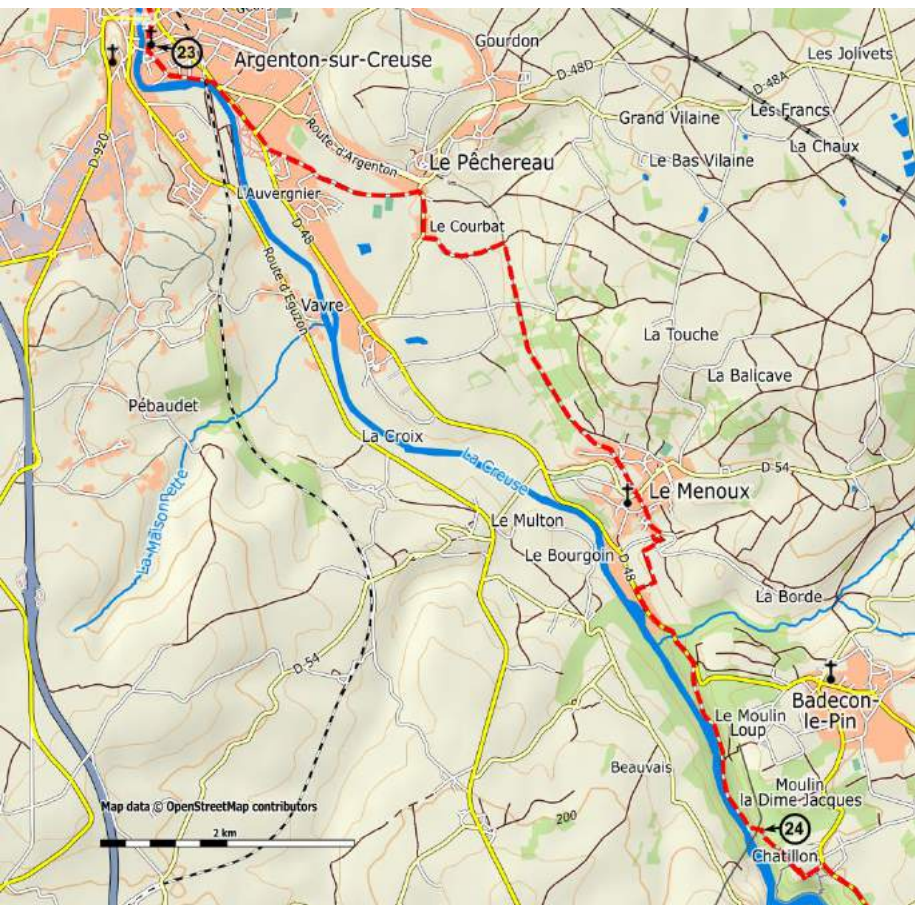 Gourdon
23
Argenton-sur-Creuse
Les Jolivets
D-48D
D-48A
Les Francs
Grand Vilaine
La Chaux
Route-d'Argenton
D-920
Le Pêchereau
Le Bas Vilaine
L'Auvergnier
Le Courbat
D-48
Route-d'Eguzon
Vavre
La Touche
La Balicave
Pébaudet
La Croix
La Creuse
D 54
Le Menoux
La Maisonnette
Le Multon
Le Bourgoin
D-48
La Borde
D-54
Badecon-
le-Pin
Le Moulin
Loup
Beauvais
Moulin
la Dime Jacques
Map data © OpenStreetMap contributors
200
2 km
24
Chatillon